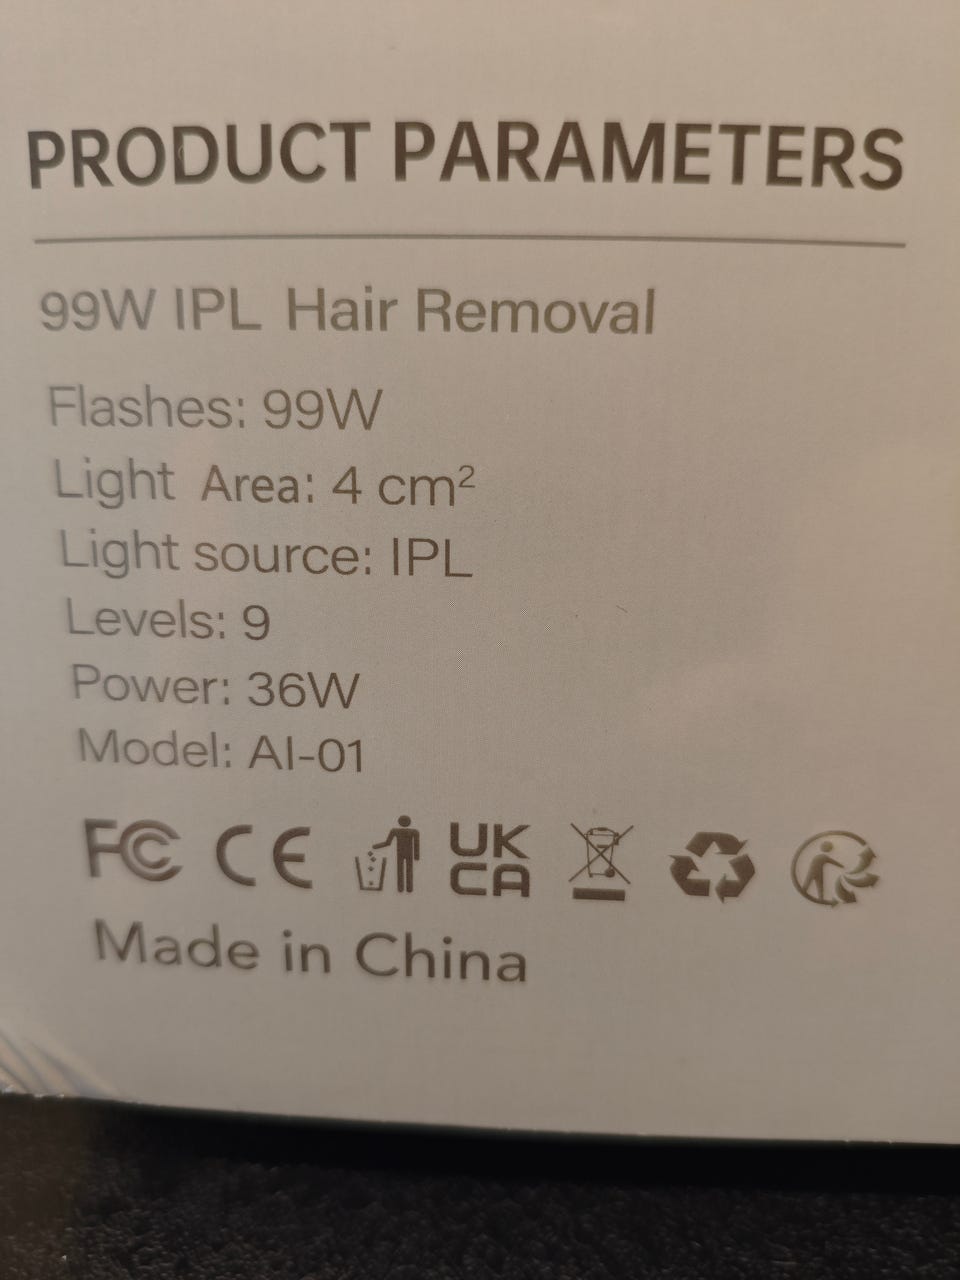 PRODUCT PARAMETERS
99W IPL Hair Removal
Flashes: 99W
Light Area: 4 cm²
Light source: IPL
Levels: 9
Power: 36W
Model: AI-01
FC CE UK CA
Made in China